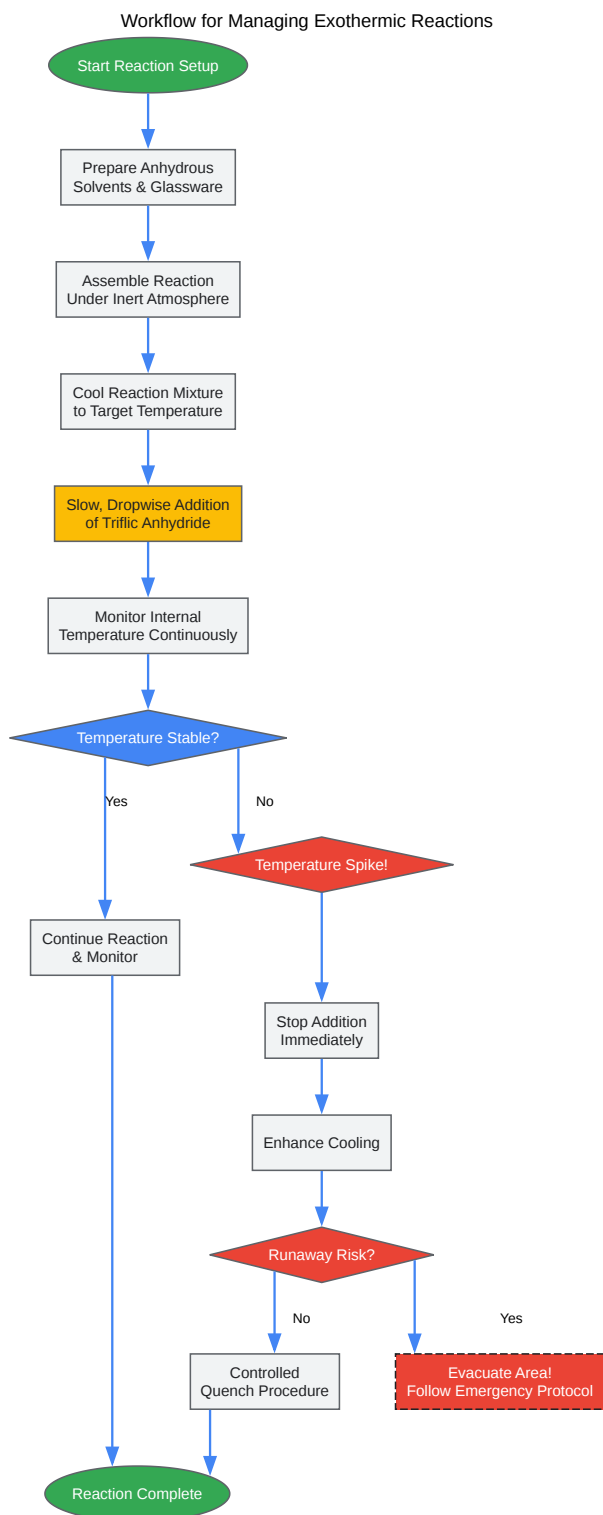 Workflow for Managing Exothermic Reactions
Start Reaction Setup
Prepare Anhydrous
Solvents & Glassware
Assemble Reaction
Under Inert Atmosphere
Cool Reaction Mixture
to Target Temperature
Slow, Dropwise Addition
of Triflic Anhydride
Monitor Internal
Temperature Continuously
Temperature Stable?
Yes
No
Temperature Spike!
Continue Reaction
& Monitor
Stop Addition
Immediately
Enhance Cooling
Runaway Risk?
No
Yes
Controlled
Quench Procedure
Evacuate Area!
Follow Emergency Protocol
Reaction Complete